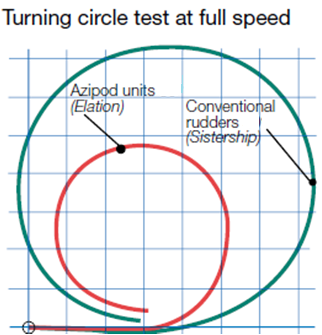 Turning circle test at full speed
Azipod units
(Elation)
Conventional
rudders
(Sistership)